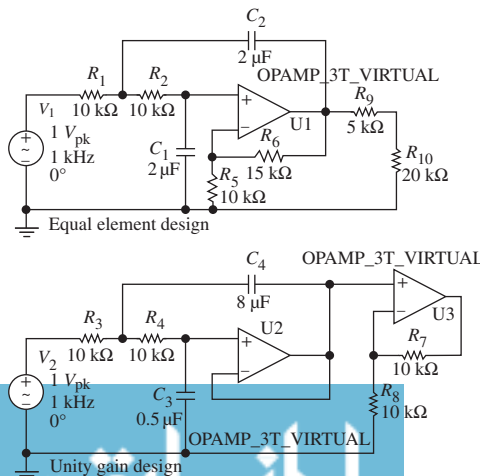 C2
2 μF
OPAMP_3T_VIRTUAL
R1
10 kΩ
R2
10 kΩ
R9
5 kΩ
V1
1 Vpk
1 kHz
0°
+
−
U1
C1
2 μF
R6
15 kΩ
R5
10 kΩ
R10
20 kΩ
Equal element design
OPAMP_3T_VIRTUAL
C4
8 μF
U3
R3
10 kΩ
R4
10 kΩ
U2
R7
10 kΩ
V2
1 Vpk
1 kHz
0°
C3
0.5 μF
R8
10 kΩ
OPAMP_3T_VIRTUAL
Unity gain design